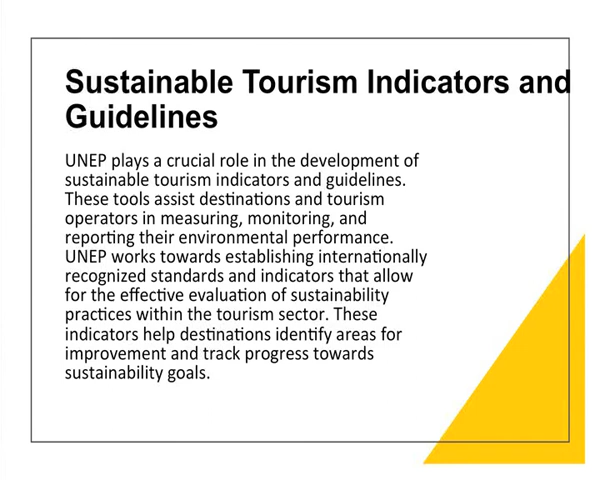 Sustainable Tourism Indicators and
Guidelines
UNEP plays a crucial role in the development of
sustainable tourism indicators and guidelines.
These tools assist destinations and tourism
operators in measuring, monitoring, and
reporting their environmental performance.
UNEP works towards establishing internationally
recognized standards and indicators that allow
for the effective evaluation of sustainability
practices within the tourism sector. These
indicators help destinations identify areas for
improvement and track progress towards
sustainability goals.